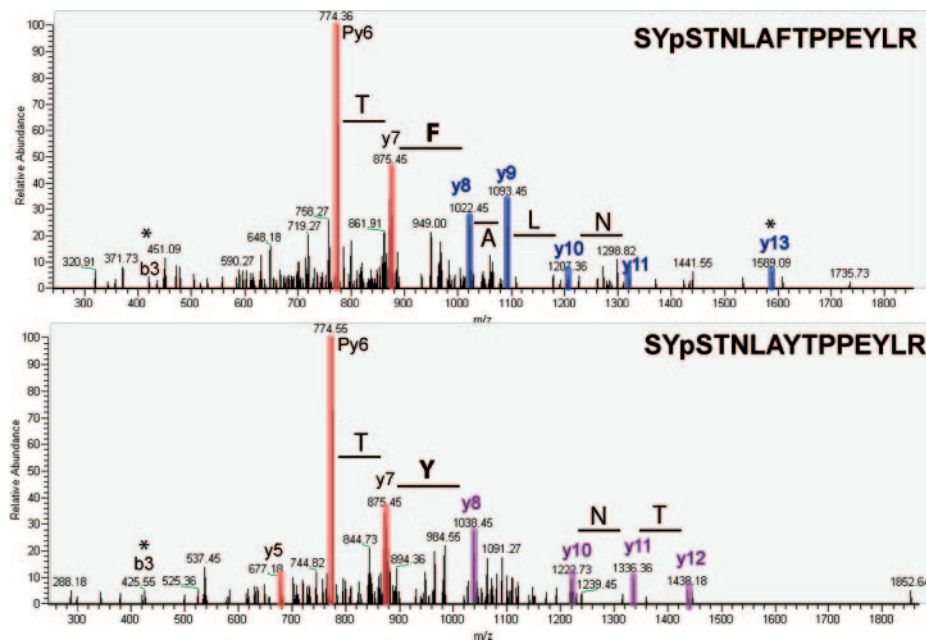 774.36
SYpSTNLAFTPPEYLR
Py6
T
F
y7
875.45
y9
y8
1093.45
1022.45
A
L
N
*
*
758.27
719.27
861.91
949.00
y10
y11
y13
451.09
648.18
1207.36
1298.82
1589.09
320.91
371.73
b3
590.27
1441.55
1735.73
Relative Abundance
100
90
80
70
60
50
40
30
20
10
0
300 400 500 600 700 800 900 1000 1100 1200 1300 1400 1500 1600 1700 1800
m/z
774.55
SYpSTNLAYTPPEYLR
Py6
T
Y
y7
875.45
y8
1038.45
N
T
*
b3
y5
y10
y11
y12
537.45
677.18
744.82
844.73
894.36
984.55
1091.27
1222.73
1336.36
288.18
425.55
525.36
1239.45
1438.18
1852.64
Relative Abundance
100
90
80
70
60
50
40
30
20
10
0
300 400 500 600 700 800 900 1000 1100 1200 1300 1400 1500 1600 1700 1800
m/z